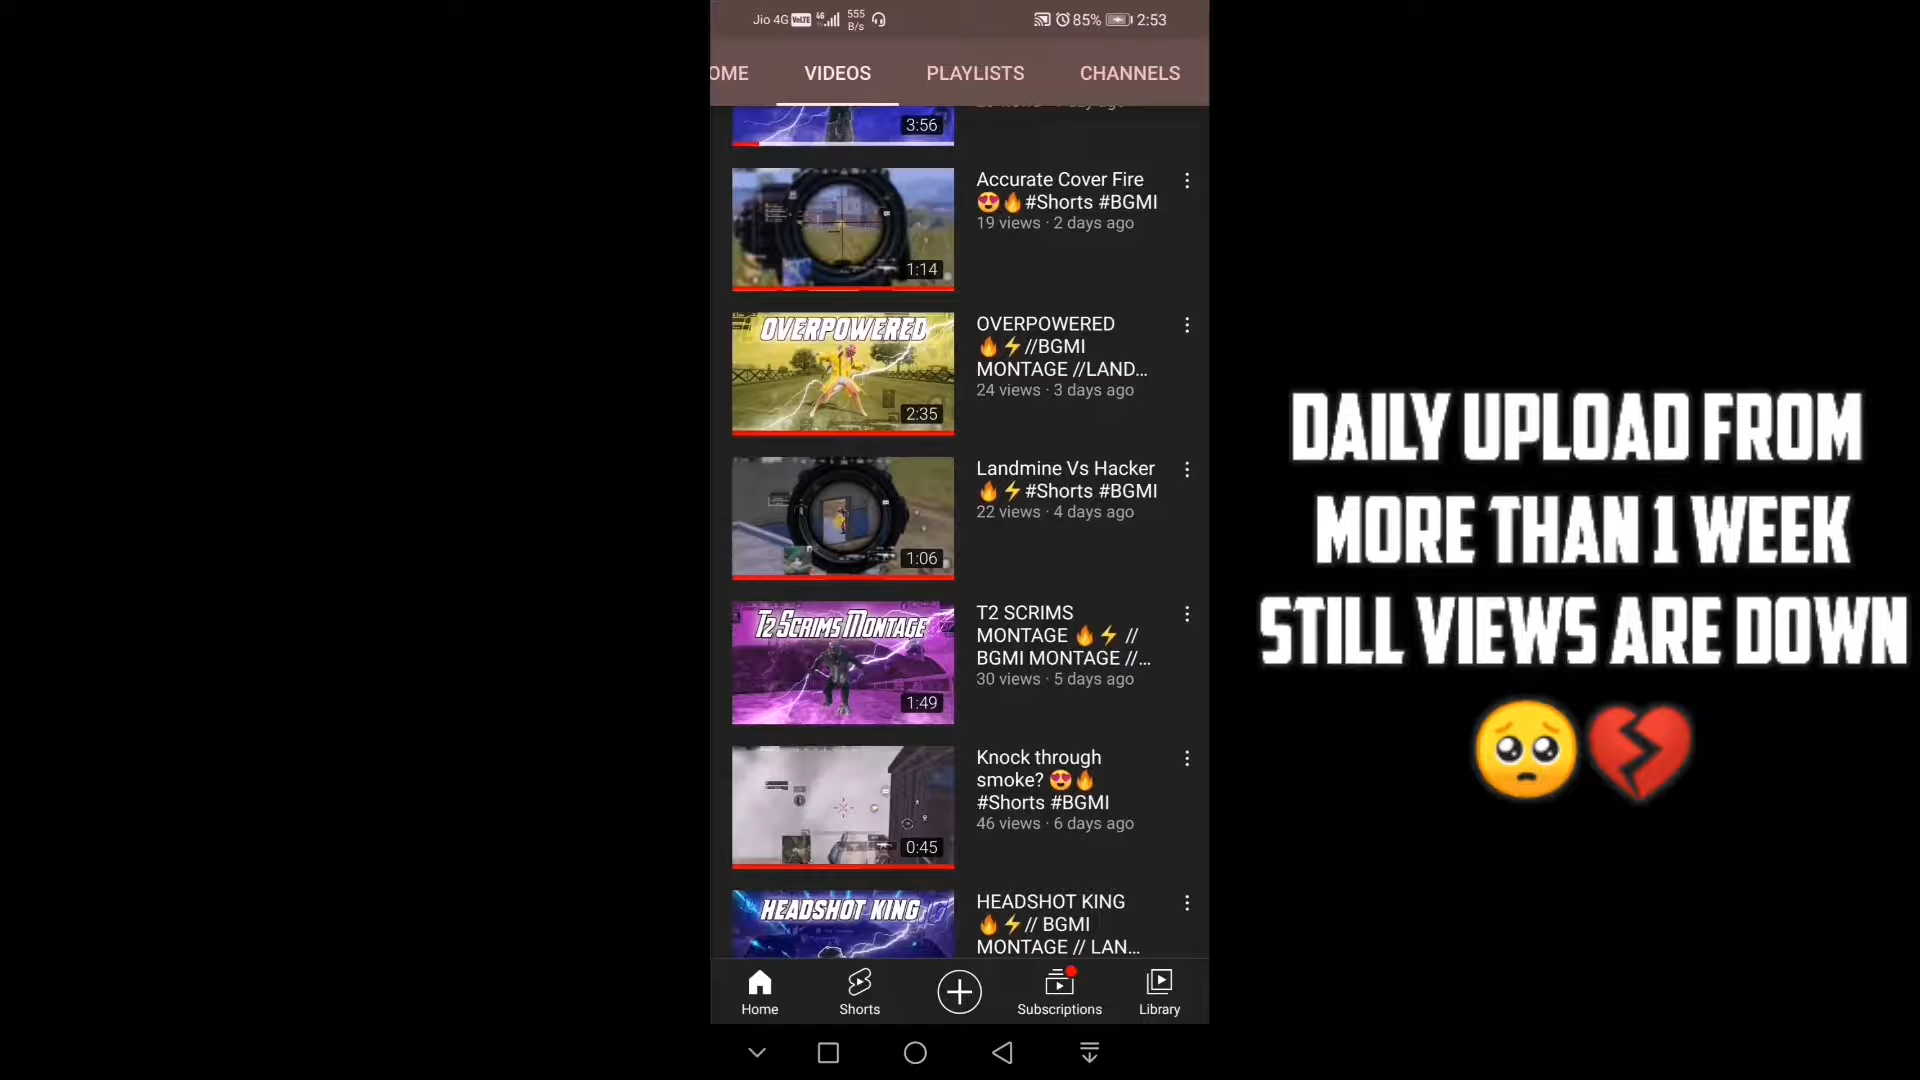 Jio 4G VoLTE 4G 555 B/s 85% 2:53
OME VIDEOS PLAYLISTS CHANNELS
3:56
Accurate Cover Fire
😍🔥#Shorts #BGMI
19 views · 2 days ago
1:14
OVERPOWERED
OVERPOWERED
🔥⚡//BGMI
MONTAGE //LAND...
24 views · 3 days ago
2:35
Landmine Vs Hacker
🔥⚡#Shorts #BGMI
22 views · 4 days ago
1:06
T2 SCRIMS MONTAGE
T2 SCRIMS
MONTAGE 🔥⚡ //
BGMI MONTAGE //...
30 views · 5 days ago
1:49
Knock through
smoke? 😍🔥
#Shorts #BGMI
46 views · 6 days ago
0:45
HEADSHOT KING
HEADSHOT KING
🔥⚡// BGMI
MONTAGE // LAN...
Home Shorts Subscriptions Library
DAILY UPLOAD FROM
MORE THAN 1 WEEK
STILL VIEWS ARE DOWN
🥺💔